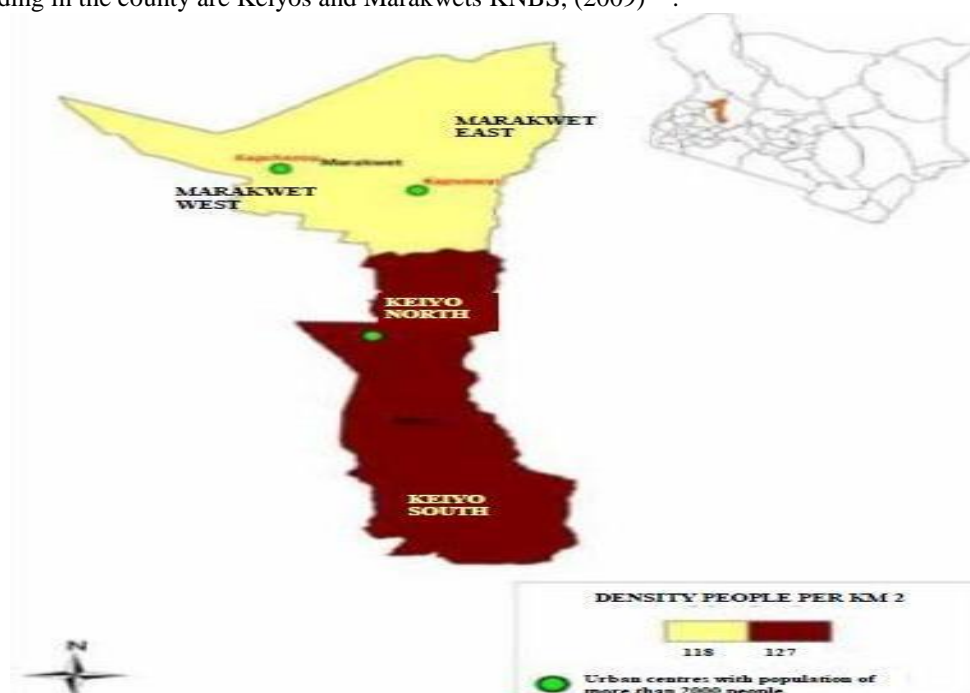 ding in the county are Keiyos and Marakwets KNBS, (2009) .
MARAKWET
EAST
Marakwet
MARAKWET
WEST
KEIYO
NORTH
KEIYO
SOUTH
DENSITY PEOPLE PER KM 2
118 127
N
Urban centres with population of
more than 2000 people